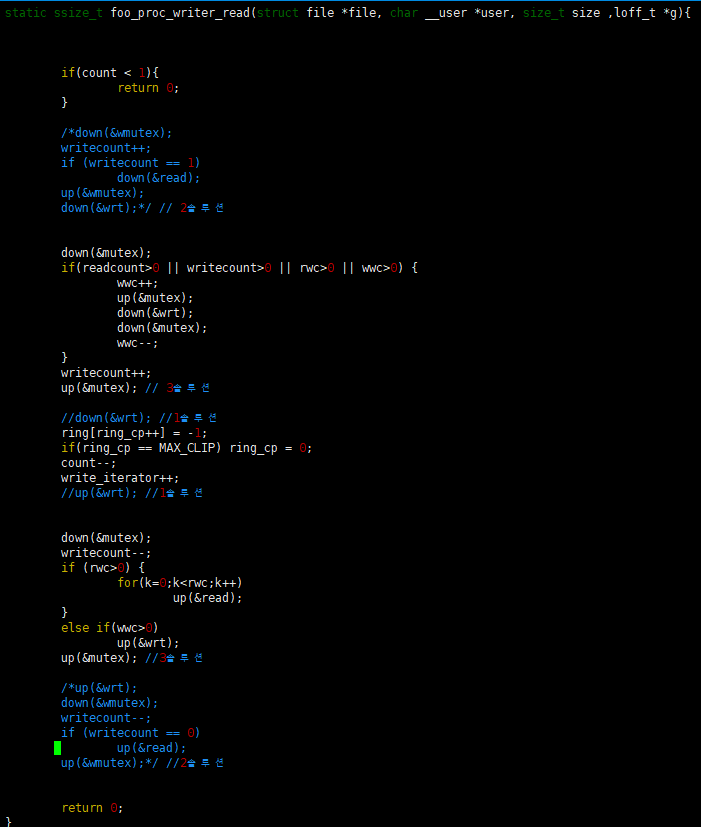 static ssize_t foo_proc_writer_read(struct file *file, char __user *user, size_t size ,loff_t *g){
if(count < 1){
return 0;
}
/*down(&wmutex);
writecount++;
if (writecount == 1)
down(&read);
up(&wmutex);
down(&wrt);*/ // 2솔루션
down(&mutex);
if(readcount>0 || writecount>0 || rwc>0 || wwc>0) {
wwc++;
up(&mutex);
down(&wrt);
down(&mutex);
wwc--;
}
writecount++;
up(&mutex); // 3솔루션
//down(&wrt); //1솔루션
ring[ring_cp++] = -1;
if(ring_cp == MAX_CLIP) ring_cp = 0;
count--;
write_iterator++;
//up(&wrt); //1솔루션
down(&mutex);
writecount--;
if (rwc>0) {
for(k=0;k<rwc;k++)
up(&read);
}
else if(wwc>0)
up(&wrt);
up(&mutex); //3솔루션
/*up(&wrt);
down(&wmutex);
writecount--;
if (writecount == 0)
up(&read);
up(&wmutex);*/ //2솔루션
return 0;
}